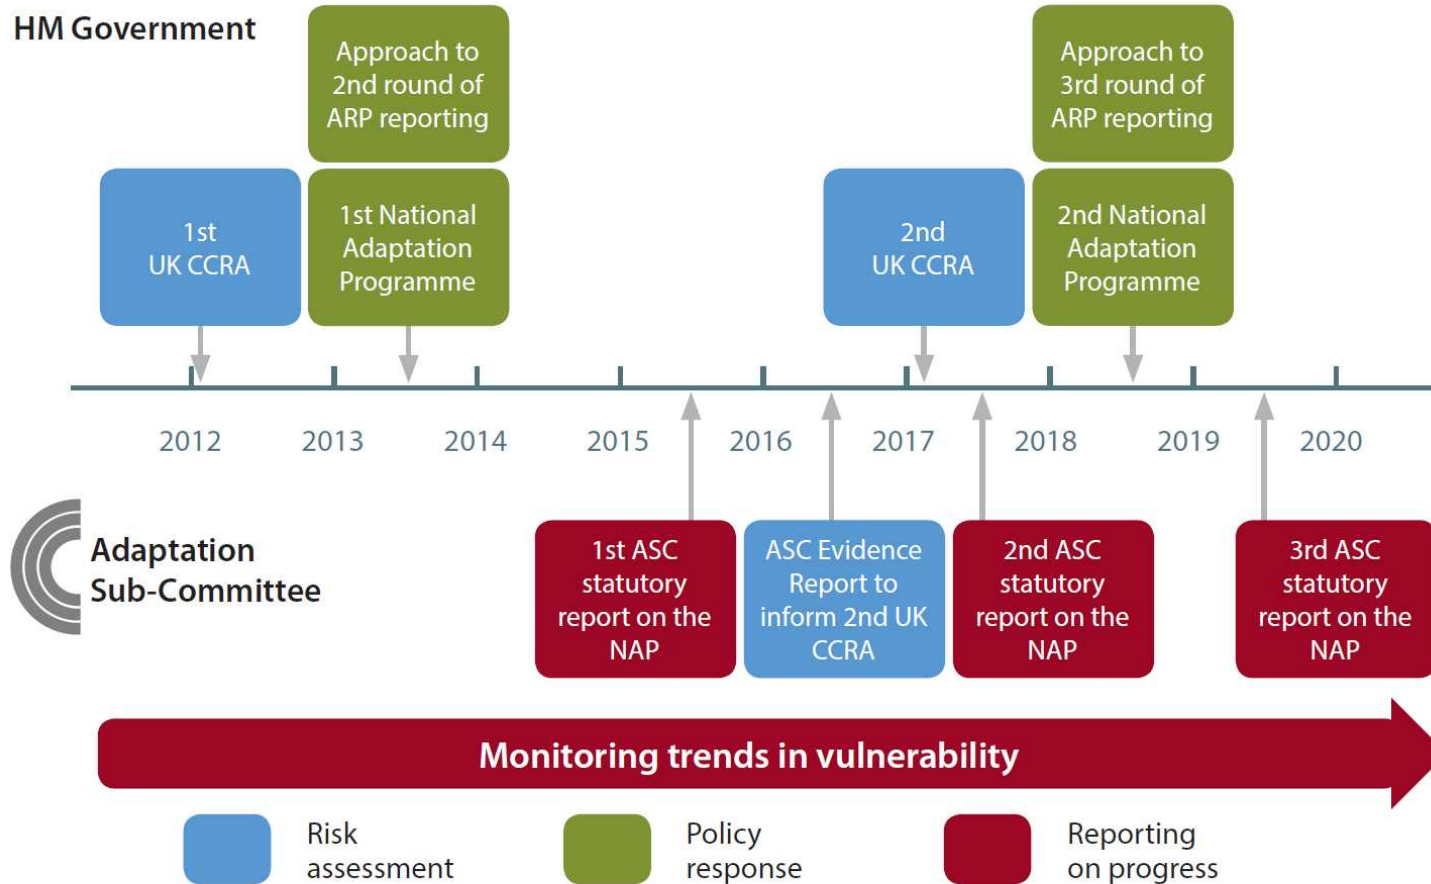 HM Government
Approach to
2nd round of
ARP reporting
Approach to
3rd round of
ARP reporting
1st
UK CCRA
1st National
Adaptation
Programme
2nd
UK CCRA
2nd National
Adaptation
Programme
2012 2013 2014 2015 2016 2017 2018 2019 2020
Adaptation
Sub-Committee
1st ASC
statutory
report on the
NAP
ASC Evidence
Report to
inform 2nd UK
CCRA
2nd ASC
statutory
report on the
NAP
3rd ASC
statutory
report on the
NAP
Monitoring trends in vulnerability
Risk
assessment
Policy
response
Reporting
on progress